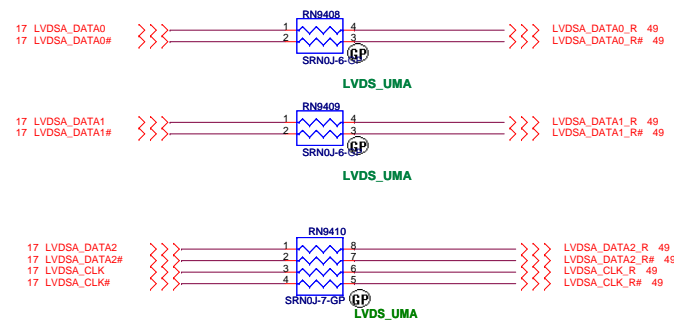 RN9408
17 LVDSA_DATA0 1 4 LVDSA_DATA0_R 49
17 LVDSA_DATA0# 2 3 LVDSA_DATA0_R# 49
SRN0J-6-GP GP
LVDS_UMA
RN9409
17 LVDSA_DATA1 1 4 LVDSA_DATA1_R 49
17 LVDSA_DATA1# 2 3 LVDSA_DATA1_R# 49
SRN0J-6-GP GP
LVDS_UMA
RN9410
17 LVDSA_DATA2 1 8 LVDSA_DATA2_R 49
17 LVDSA_DATA2# 2 7 LVDSA_DATA2_R# 49
17 LVDSA_CLK 3 6 LVDSA_CLK_R 49
17 LVDSA_CLK# 4 5 LVDSA_CLK_R# 49
SRN0J-7-GP GP
LVDS_UMA